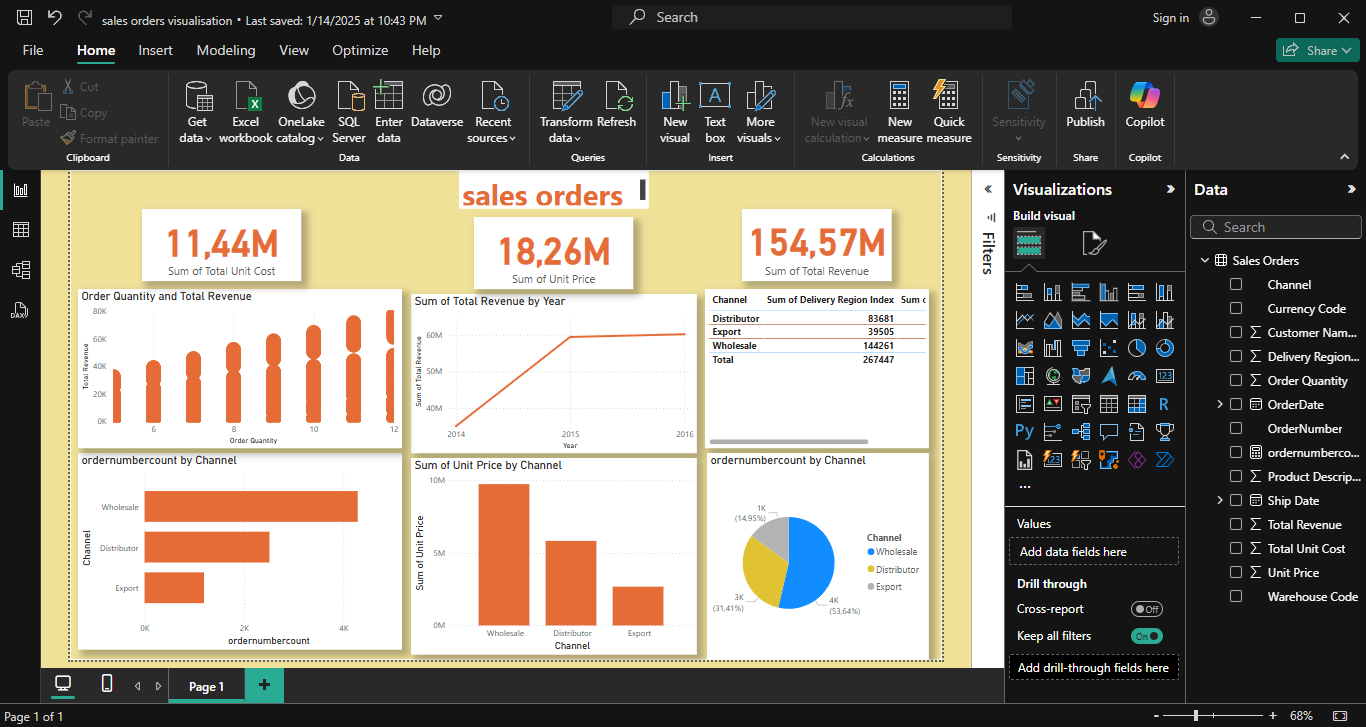 sales orders visualisation • Last saved: 1/14/2025 at 10:43 PM
Search
Sign in
File Home Insert Modeling View Optimize Help
Share
Paste
Cut
Copy
Format painter
Clipboard
Get data
Excel workbook
OneLake catalog
SQL Server
Enter data
Dataverse
Recent sources
Data
Transform data
Refresh
Queries
New visual
A
Text box
More visuals
Insert
New visual calculation
New measure
Quick measure
Calculations
Sensitivity
Sensitivity
Publish
Share
Copilot
Copilot
DAX
sales orders
11,44M
Sum of Total Unit Cost
18,26M
Sum of Unit Price
154,57M
Sum of Total Revenue
Order Quantity and Total Revenue
Total Revenue
80K
60K
40K
20K
0K
6 8 10 12
Order Quantity
Sum of Total Revenue by Year
Sum of Total Revenue
60M
50M
40M
2014 2015 2016
Year
Channel Sum of Delivery Region Index Sum c
Distributor 83681
Export 39505
Wholesale 144261
Total 267447
ordernumbercount by Channel
Channel
Wholesale
Distributor
Export
0K 2K 4K
ordernumbercount
Sum of Unit Price by Channel
Sum of Unit Price
10M
5M
0M
Wholesale Distributor Export
Channel
ordernumbercount by Channel
1K
(14,95%)
3K
(31,41%)
4K
(53,64%)
Channel
Wholesale
Distributor
Export
Filters
Visualizations
Build visual
123
R
Py
123
...
Values
Add data fields here
Drill through
Cross-report
Off
Keep all filters
On
Add drill-through fields here
Data
Search
Sales Orders
Channel
Currency Code
Customer Nam...
Delivery Region...
Order Quantity
OrderDate
OrderNumber
ordernumberco...
Product Descrip...
Ship Date
Total Revenue
Total Unit Cost
Unit Price
Warehouse Code
Page 1
+
Page 1 of 1
- + 68%